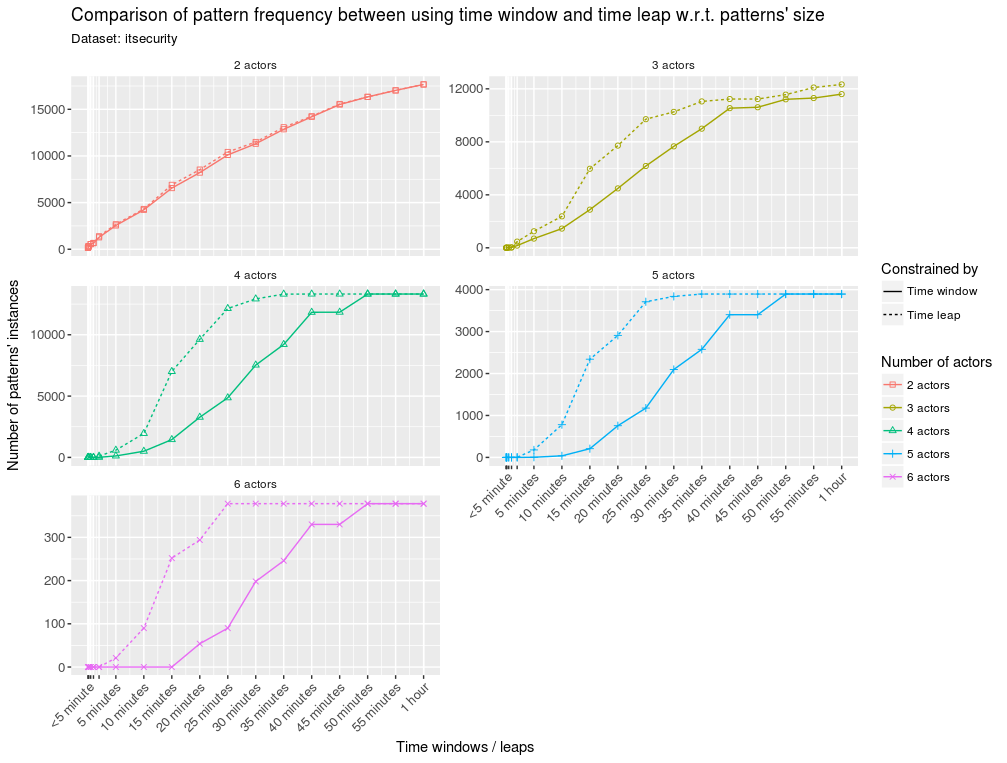 Comparison of pattern frequency between using time window and time leap w.r.t. patterns' size
Dataset: itsecurity
2 actors
15000
10000
5000
0
3 actors
12000
8000
4000
0
4 actors
10000
5000
0
5 actors
4000
3000
2000
1000
0
<5 minute
5 minutes
10 minutes
15 minutes
20 minutes
25 minutes
30 minutes
35 minutes
40 minutes
45 minutes
50 minutes
55 minutes
1 hour
6 actors
300
200
100
0
<5 minute
5 minutes
10 minutes
15 minutes
20 minutes
25 minutes
30 minutes
35 minutes
40 minutes
45 minutes
50 minutes
55 minutes
1 hour
Number of patterns' instances
Time windows / leaps
Constrained by
Time window
Time leap
Number of actors
2 actors
3 actors
4 actors
5 actors
6 actors